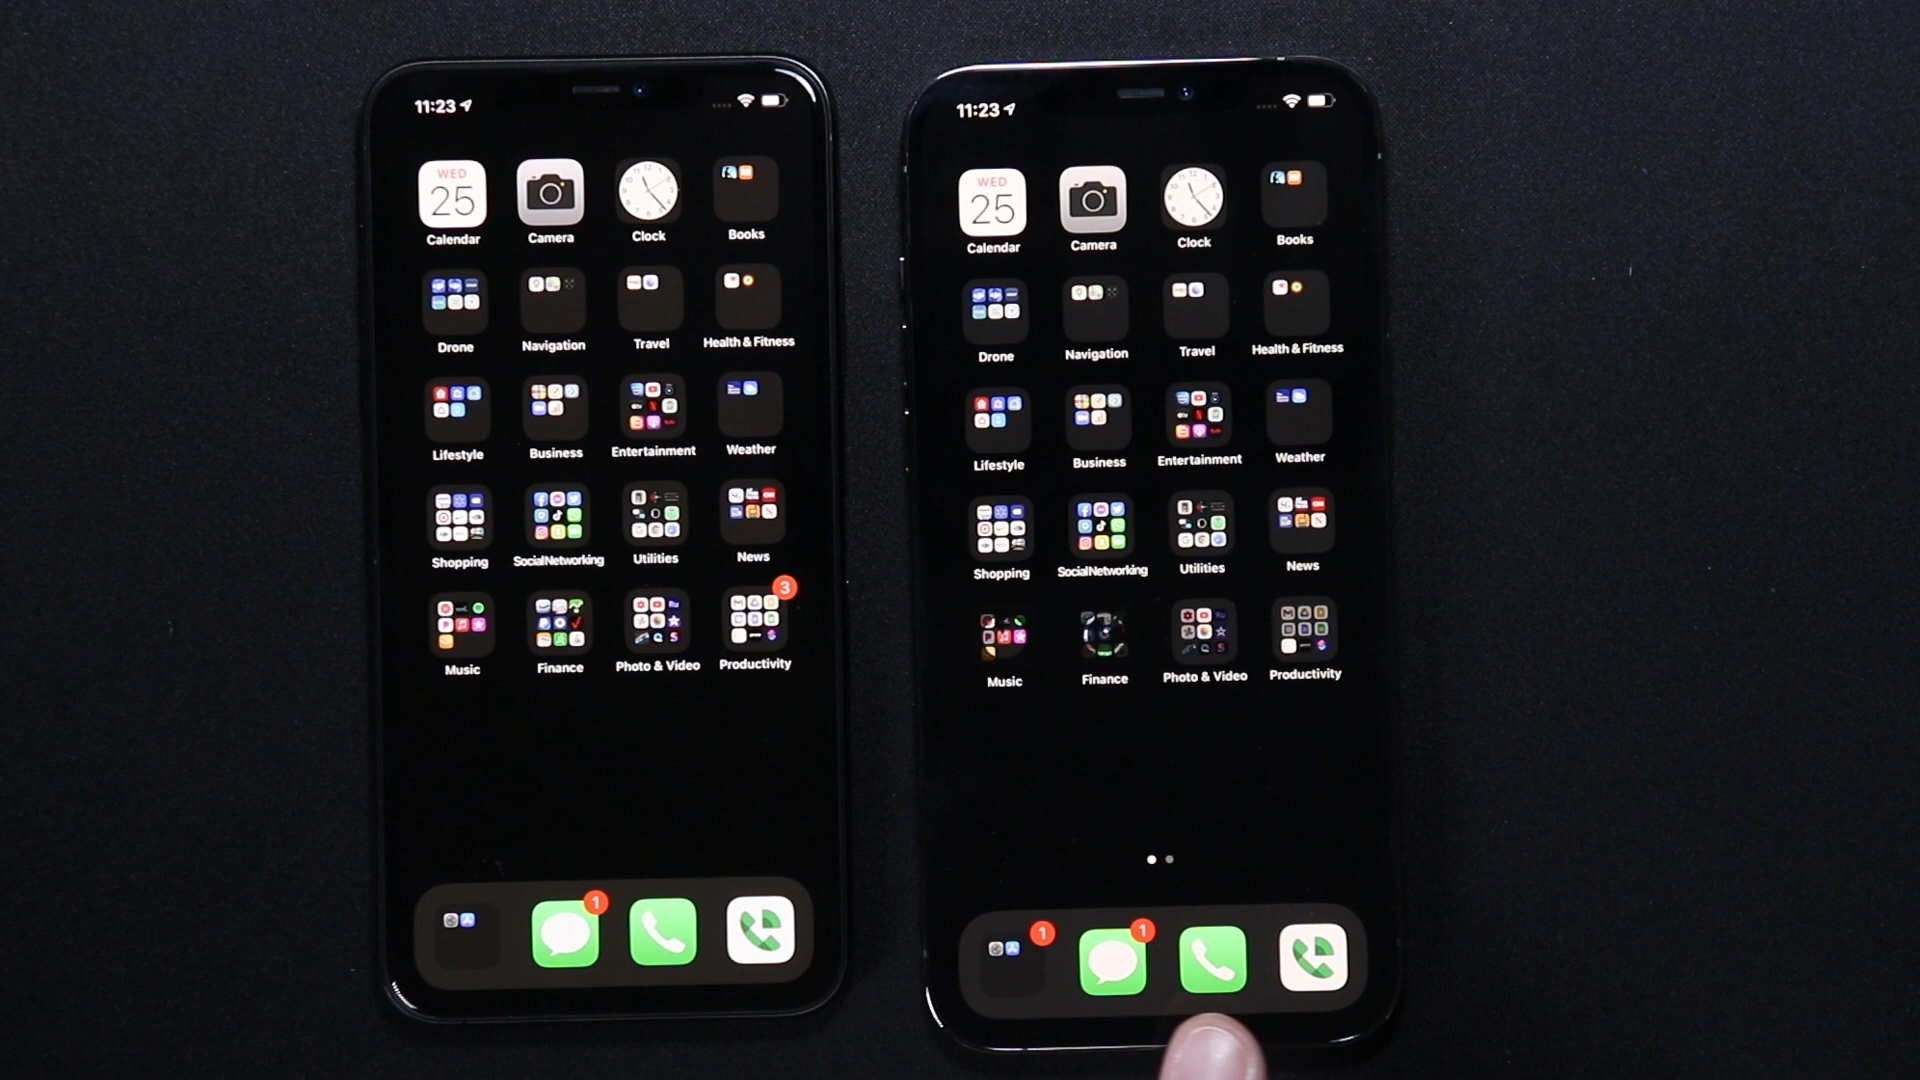 11:23
WED
25
Calendar
Camera
Clock
Books
Drone
Navigation
Travel
Health & Fitness
Lifestyle
Business
Entertainment
Weather
Shopping
SocialNetworking
Utilities
News
3
Music
Finance
Photo & Video
Productivity
1
11:23
WED
25
Calendar
Camera
Clock
Books
Drone
Navigation
Travel
Health & Fitness
Lifestyle
Business
Entertainment
Weather
Shopping
SocialNetworking
Utilities
News
Music
Finance
Photo & Video
Productivity
1
1